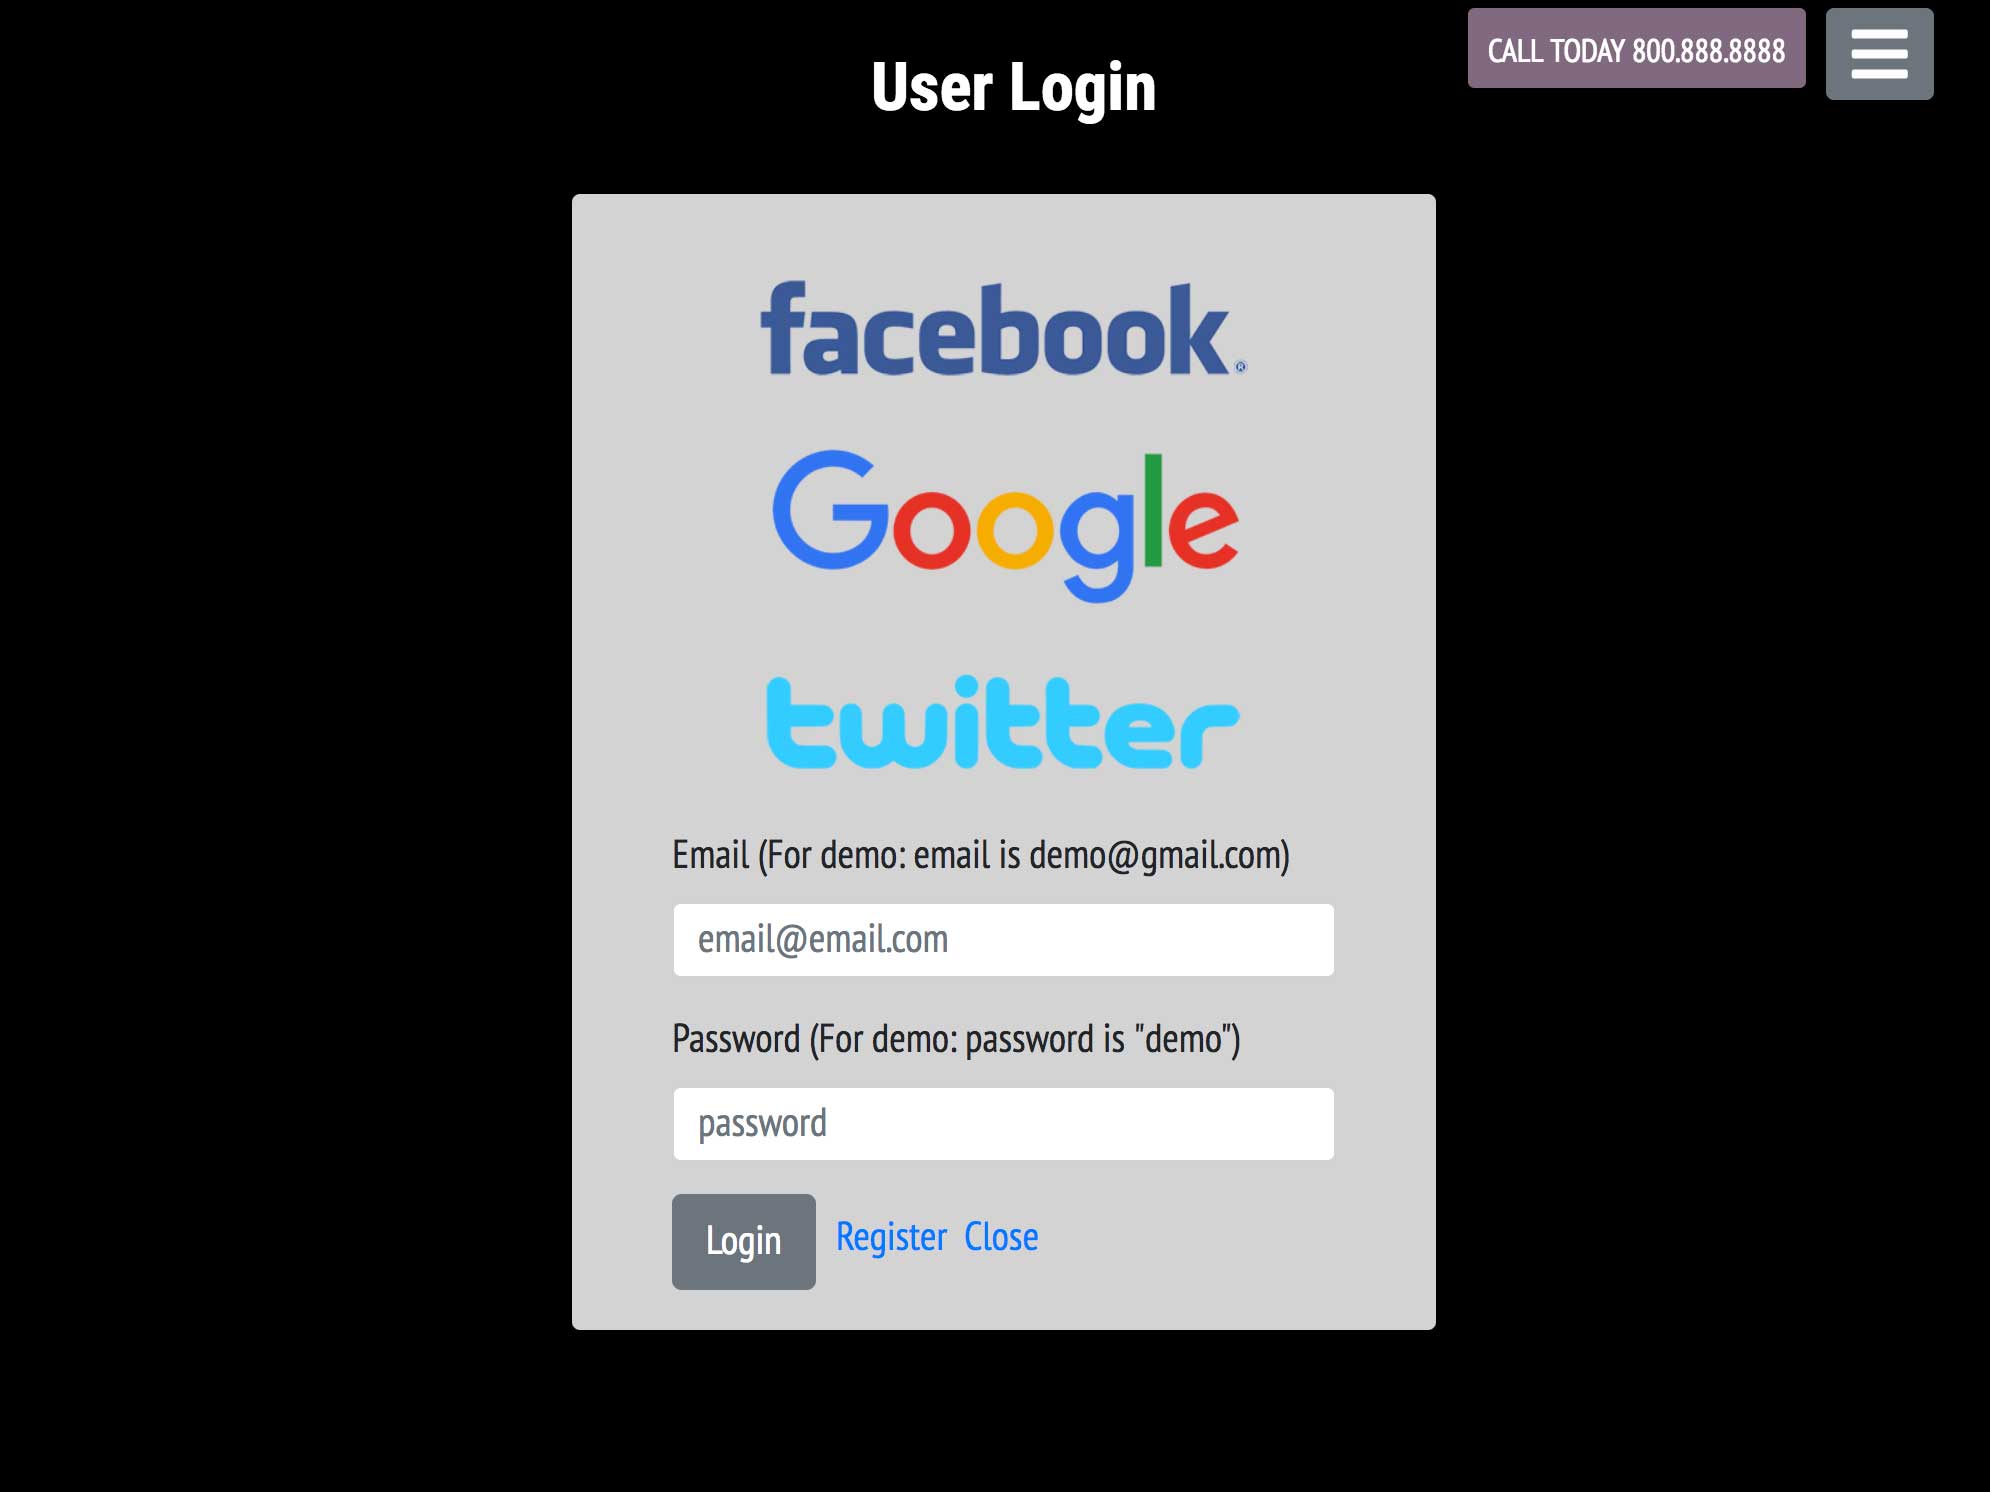 CALL TODAY 800.888.8888
User Login
facebook®
Google
twitter
Email (For demo: email is demo@gmail.com)
email@email.com
Password (For demo: password is "demo")
password
Login Register Close